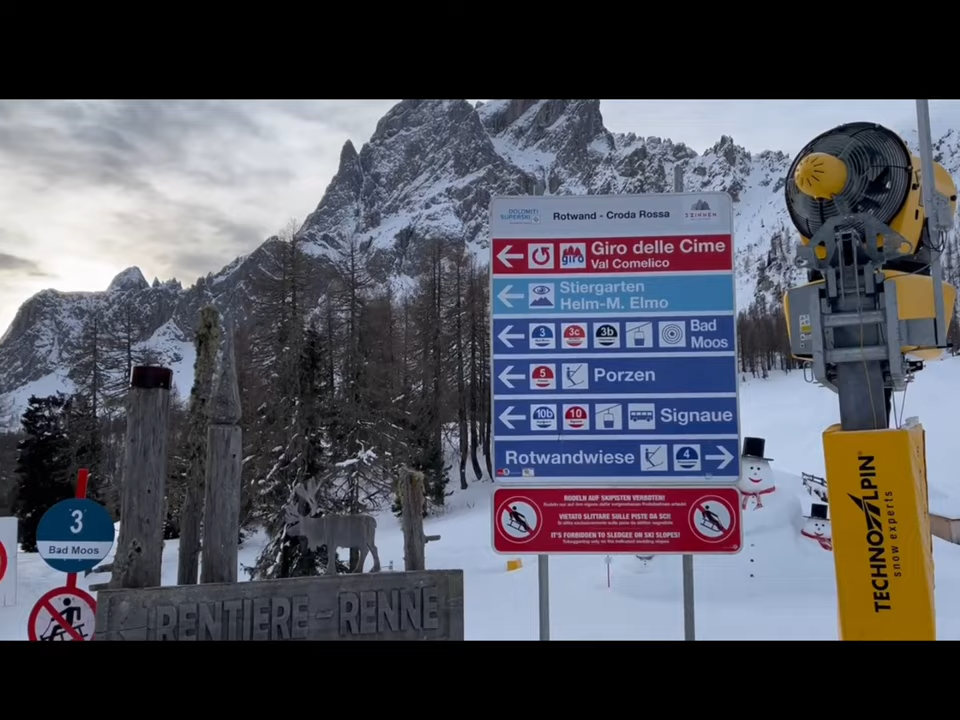 DOLOMITI
SUPERSKI
Rotwand - Croda Rossa
3 ZINNEN
giro
Giro delle Cime
Val Comelico
Stiergarten
Helm-M. Elmo
3
3c
3b
Bad
Moos
5
Porzen
10b
10
Signaue
Rotwandwiese
4
RODELN AUF SKIPISTEN VERBOTEN!
VIETATO SLITTARE SULLE PISTE DA SCI!
IT'S FORBIDDEN TO SLEDGE ON SKI SLOPES!
3
Bad Moos
RENTIERE-RENNE
TECHNOALPIN
snow experts